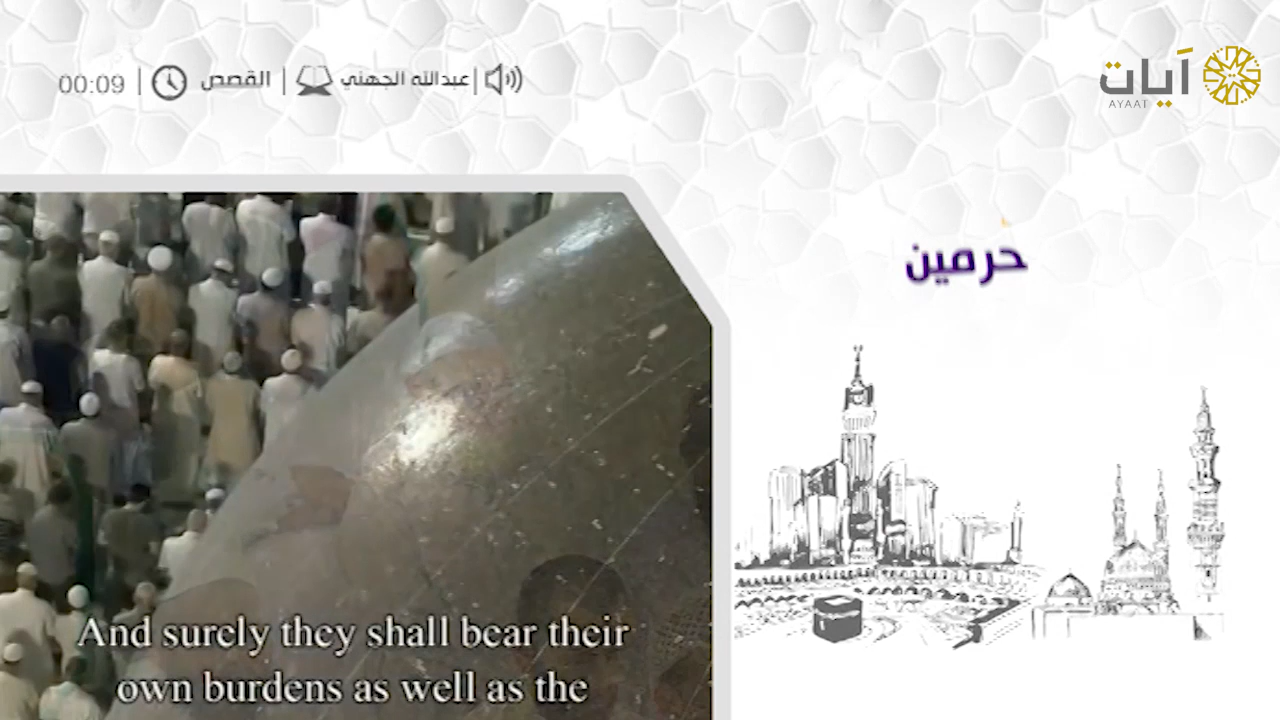 عبدالله الجهني | القصص | 00:09
آيات
AYAAT
حرمين
And surely they shall bear their
own burdens as well as the